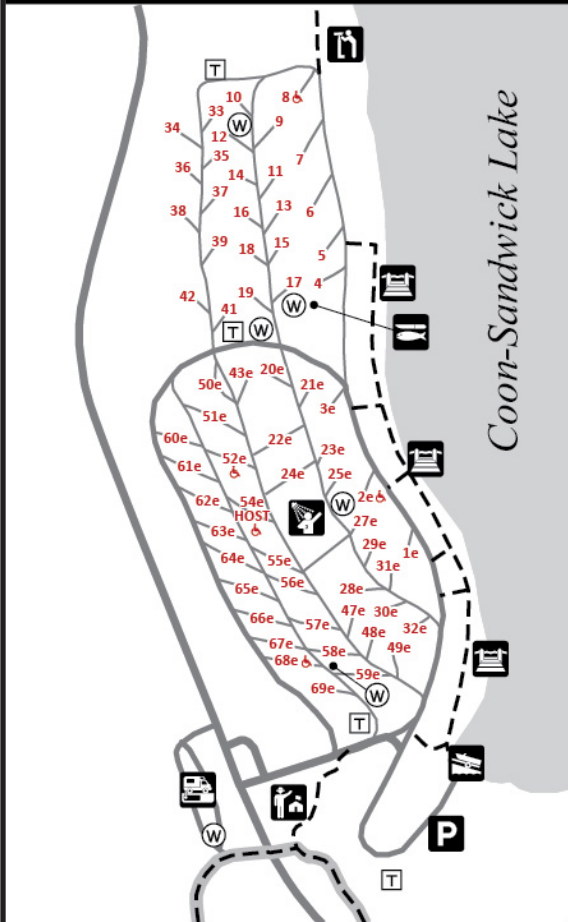 T
10
8
33
9
34
W
12
35
7
36
14
11
37
38
16
13
6
39
18
15
5
17
4
42
19
W
41
T
W
Coon-Sandwick Lake
43e
20e
50e
21e
3e
51e
60e
22e
52e
23e
61e
24e
25e
2e
62e
54e
HOST
W
63e
27e
64e
55e
29e
1e
31e
65e
56e
28e
47e
30e
66e
57e
48e
32e
67e
58e
49e
68e
59e
69e
W
T
W
P
T